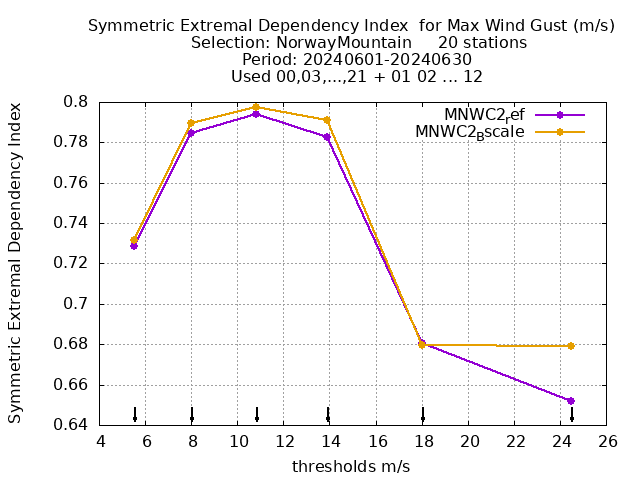 Symmetric Extremal Dependency Index  for Max Wind Gust (m/s)
Selection: NorwayMountain     20 stations
Period: 20240601-20240630
Used 00,03,...,21 + 01 02 ... 12
Symmetric Extremal Dependency Index
0.8
0.78
0.76
0.74
0.72
0.7
0.68
0.66
0.64
MNWC2ref
MNWC2Bscale
4 6 8 10 12 14 16 18 20 22 24 26
thresholds m/s